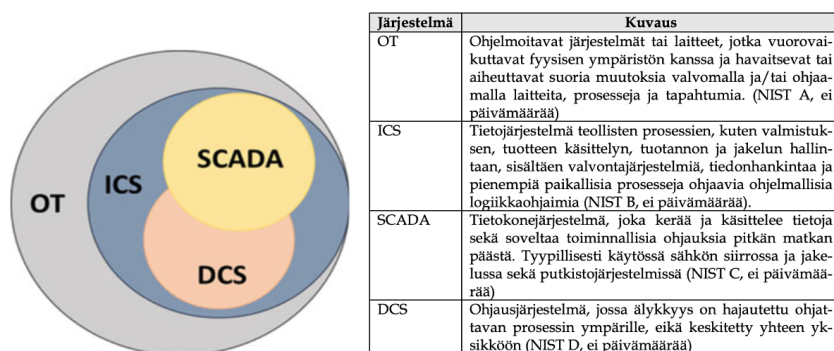 OT
ICS
SCADA
DCS
Järjestelmä Kuvaus
OT Ohjelmoitavat järjestelmät tai laitteet, jotka vuorovai-
kuttavat fyysisen ympäristön kanssa ja havaitsevat tai
aiheuttavat suoria muutoksia valvomalla ja/tai ohjaa-
malla laitteita, prosesseja ja tapahtumia. (NIST A, ei
päivämäärää)
ICS Tietojärjestelmä teollisten prosessien, kuten valmistuk-
sen, tuotteen käsittelyn, tuotannon ja jakelun hallin-
taan, sisältäen valvontajärjestelmiä, tiedonhankintaa ja
pienempiä paikallisia prosesseja ohjaavia ohjelmallisia
logiikkaohjaimia (NIST B, ei päivämäärää).
SCADA Tietokonejärjestelmä, joka kerää ja käsittelee tietoja
sekä soveltaa toiminnallisia ohjauksia pitkän matkan
päästä. Tyypillisesti käytössä sähkön siirrossa ja jake-
lussa sekä putkistojärjestelmissä (NIST C, ei päivämää-
rää)
DCS Ohjausjärjestelmä, jossa älykkyys on hajautettu ohjat-
tavan prosessin ympärille, eikä keskitetty yhteen yk-
sikköön (NIST D, ei päivämäärää)